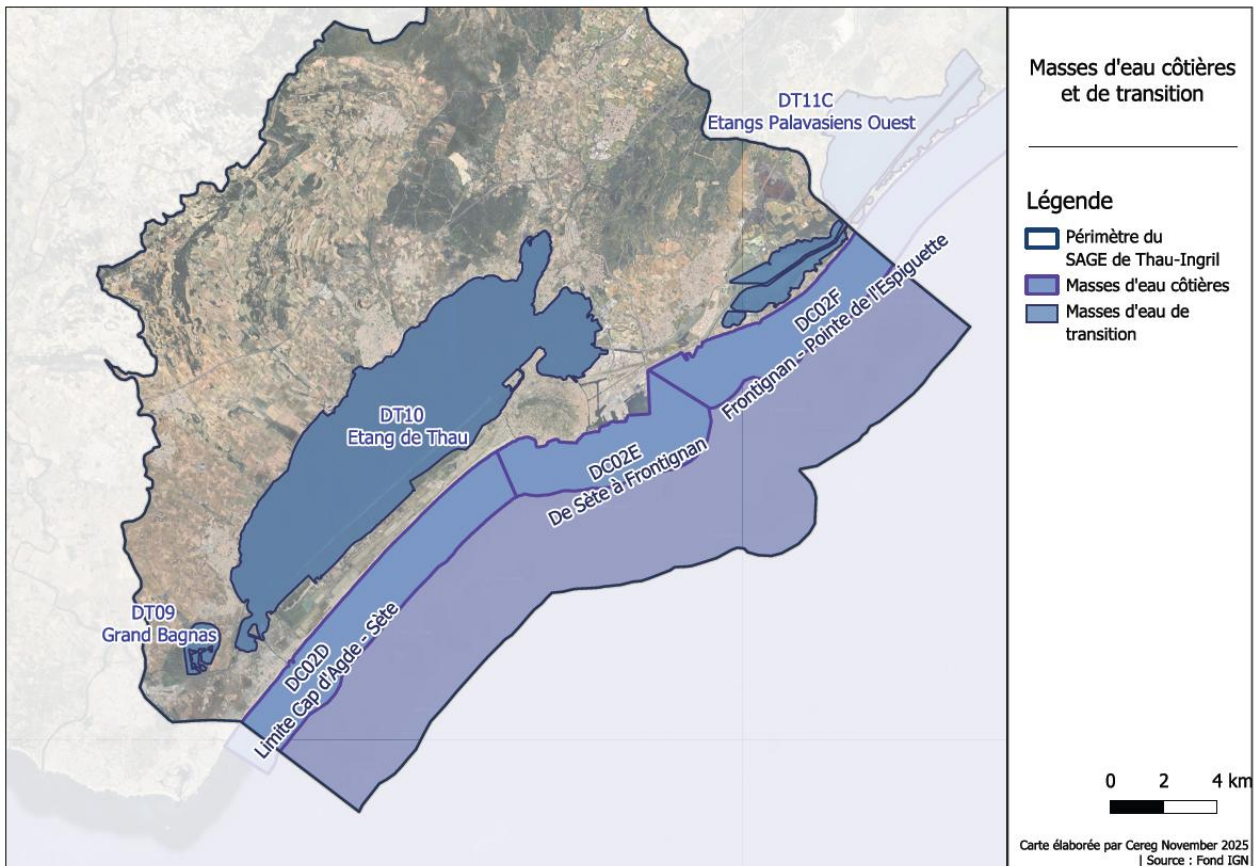 Masses d'eau côtières
et de transition
Légende
Périmètre du
SAGE de Thau-Ingril
Masses d'eau côtières
Masses d'eau de
transition
DT11C
Etangs Palavasiens Ouest
DC02F
Frontignan - Pointe de l'Espiguette
DT10
Etang de Thau
DC02E
De Sète à Frontignan
DT09
Grand Bagnas
DC02D
Limite Cap d'Agde - Sète
0 2 4 km
Carte élaborée par Cereg November 2025
| Source : Fond IGN